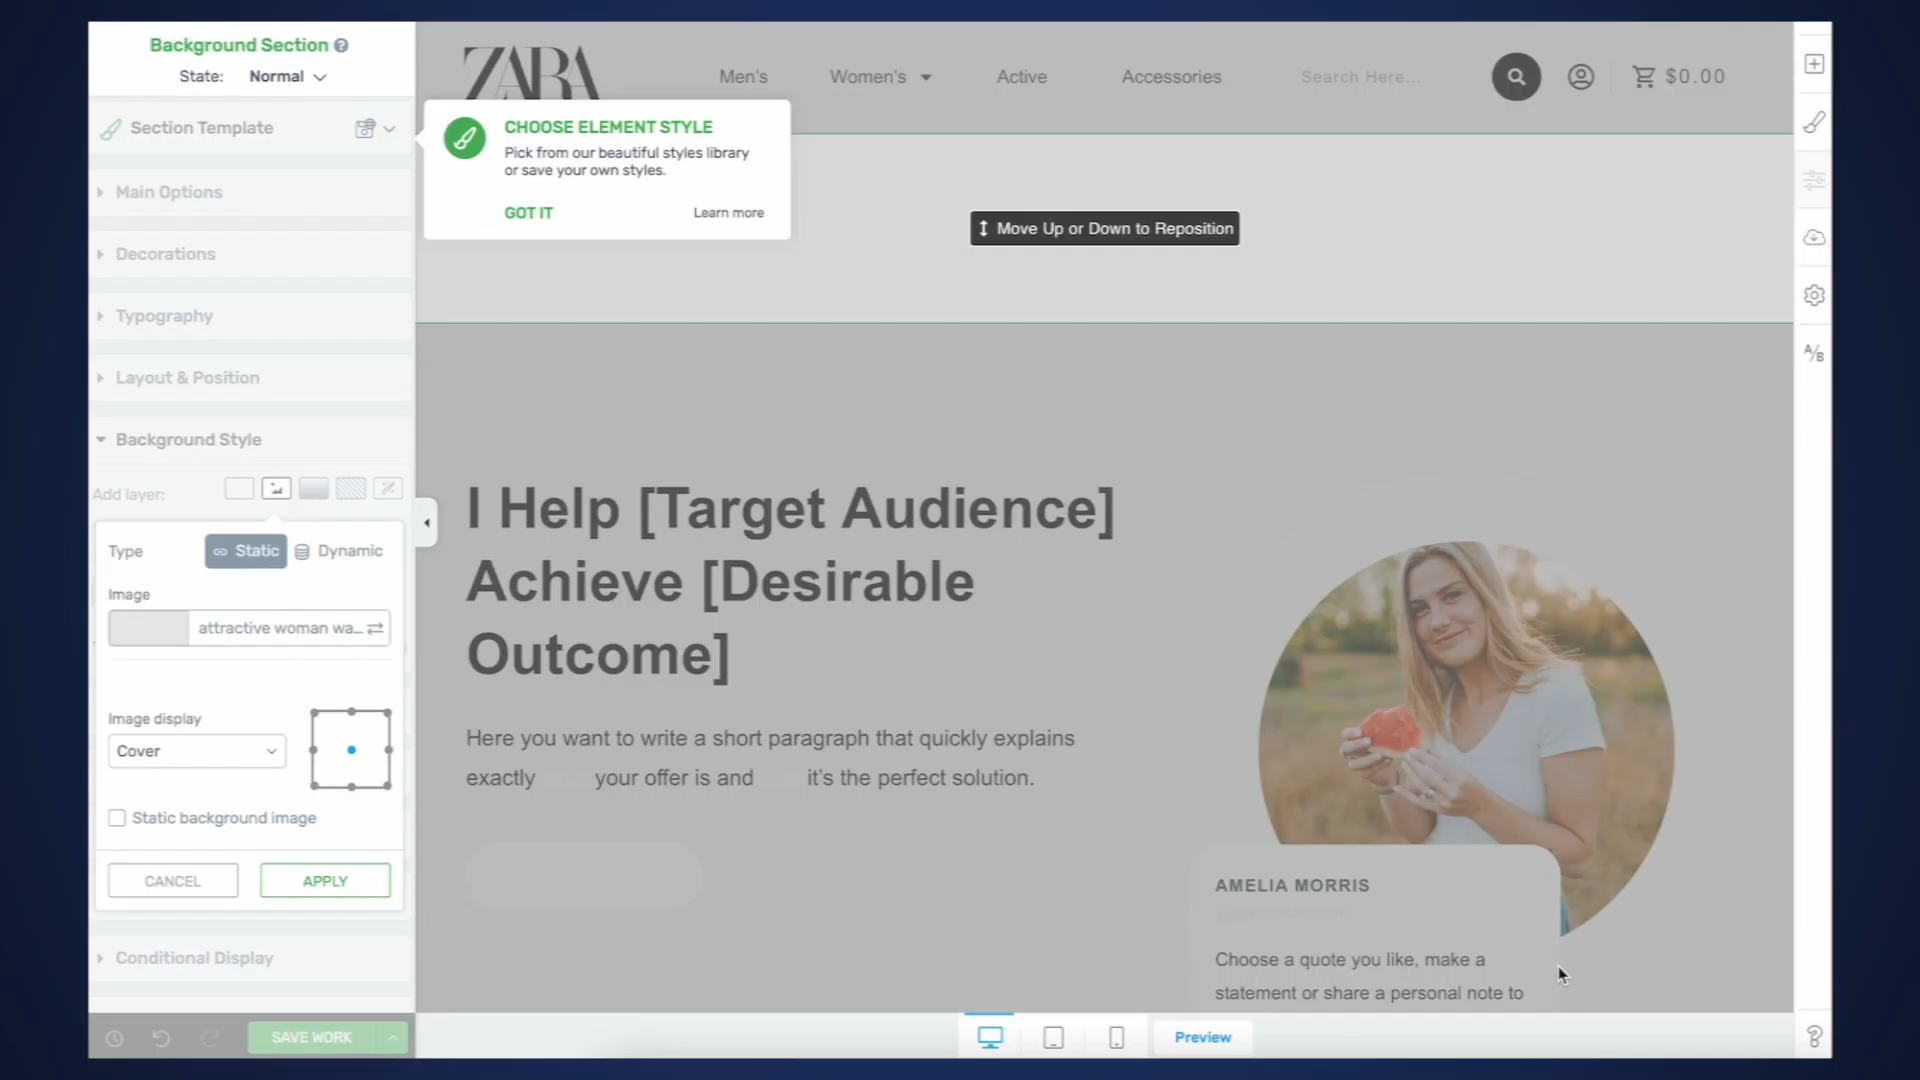 Background Section
State: Normal
Section Template
Main Options
Decorations
Typography
Layout & Position
Background Style
Add layer:
Type Static Dynamic
Image
attractive woman wa...
Image display
Cover
Static background image
CANCEL APPLY
Conditional Display
SAVE WORK
ZARA
Men's Women's Active Accessories Search Here... $0.00
CHOOSE ELEMENT STYLE
Pick from our beautiful styles library
or save your own styles.
GOT IT Learn more
Move Up or Down to Reposition
I Help [Target Audience]
Achieve [Desirable
Outcome]
Here you want to write a short paragraph that quickly explains
exactly your offer is and it's the perfect solution.
AMELIA MORRIS
Choose a quote you like, make a
statement or share a personal note to
Preview
A/B